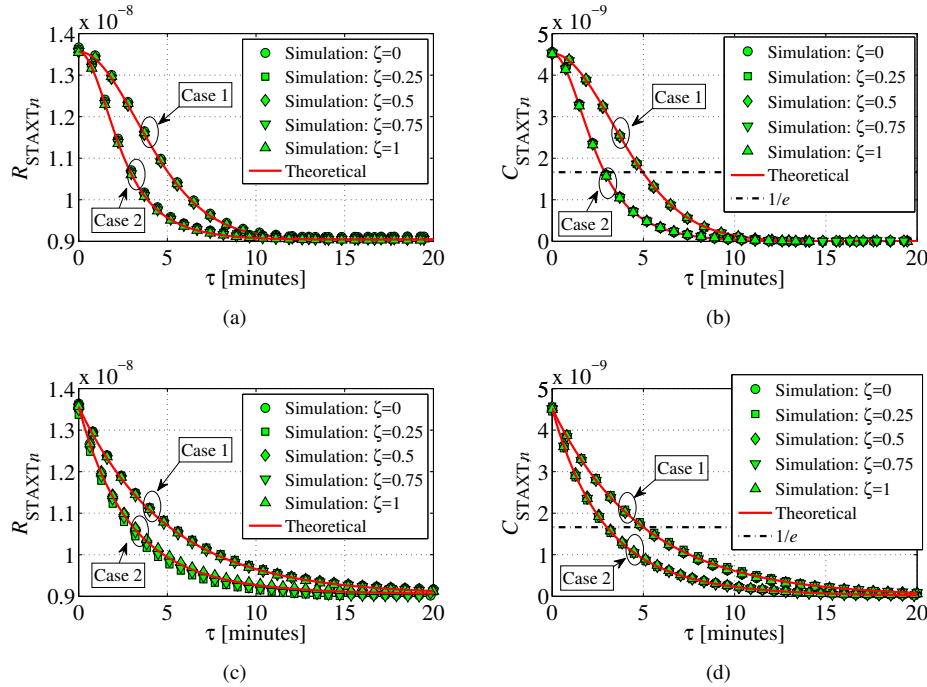 x 10⁻⁸
1.4
1.3
1.2
1.1
1
0.9
R_STAXTn
0 5 10 15 20
τ [minutes]
Simulation: ζ=0
Simulation: ζ=0.25
Simulation: ζ=0.5
Simulation: ζ=0.75
Simulation: ζ=1
Theoretical
Case 1
Case 2
(a)
x 10⁻⁹
5
4
3
2
1
0
C_STAXTn
0 5 10 15 20
τ [minutes]
Simulation: ζ=0
Simulation: ζ=0.25
Simulation: ζ=0.5
Simulation: ζ=0.75
Simulation: ζ=1
Theoretical
1/e
Case 1
Case 2
(b)
x 10⁻⁸
1.4
1.3
1.2
1.1
1
0.9
R_STAXTn
0 5 10 15 20
τ [minutes]
Simulation: ζ=0
Simulation: ζ=0.25
Simulation: ζ=0.5
Simulation: ζ=0.75
Simulation: ζ=1
Theoretical
Case 1
Case 2
(c)
x 10⁻⁹
5
4
3
2
1
0
C_STAXTn
0 5 10 15 20
τ [minutes]
Simulation: ζ=0
Simulation: ζ=0.25
Simulation: ζ=0.5
Simulation: ζ=0.75
Simulation: ζ=1
Theoretical
1/e
Case 1
Case 2
(d)